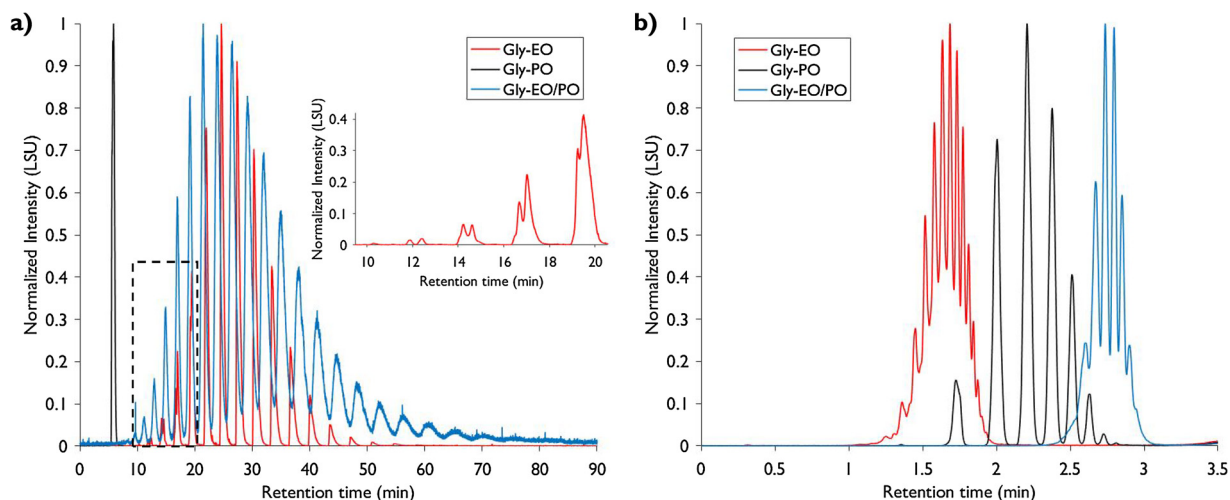 a)
1
0.9
0.8
0.7
0.6
0.5
0.4
0.3
0.2
0.1
0
Normalized Intensity (LSU)
0 10 20 30 40 50 60 70 80 90
Retention time (min)
Gly-EO
Gly-PO
Gly-EO/PO
0.4
0.3
0.2
0.1
0
Normalized Intensity (LSU)
10 12 14 16 18 20
Retention time (min)
b)
1
0.9
0.8
0.7
0.6
0.5
0.4
0.3
0.2
0.1
0
Normalized Intensity (LSU)
0 0.5 1 1.5 2 2.5 3 3.5
Retention time (min)
Gly-EO
Gly-PO
Gly-EO/PO